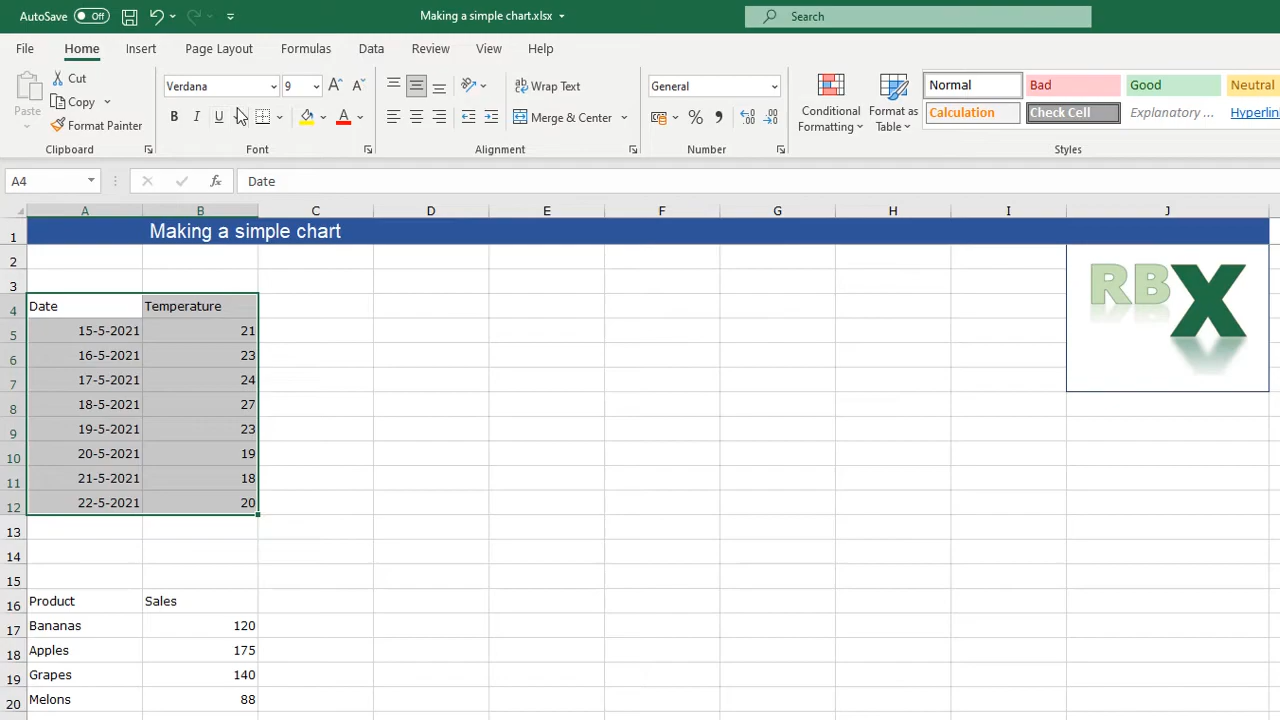 AutoSave Off Making a simple chart.xlsx Search
File Home Insert Page Layout Formulas Data Review View Help
Paste Cut Copy Format Painter Clipboard
Verdana 9 A A B I U A Font
ab Wrap Text Merge & Center Alignment
General % 9 Number
Conditional Formatting Format as Table
Normal Bad Good Neutral
Calculation Check Cell Explanatory ... Hyperlin
Styles
A4 fx Date
A B C D E F G H I J
1 Making a simple chart
2 RBX
3
4 Date Temperature
5 15-5-2021 21
6 16-5-2021 23
7 17-5-2021 24
8 18-5-2021 27
9 19-5-2021 23
10 20-5-2021 19
11 21-5-2021 18
12 22-5-2021 20
13
14
15
16 Product Sales
17 Bananas 120
18 Apples 175
19 Grapes 140
20 Melons 88